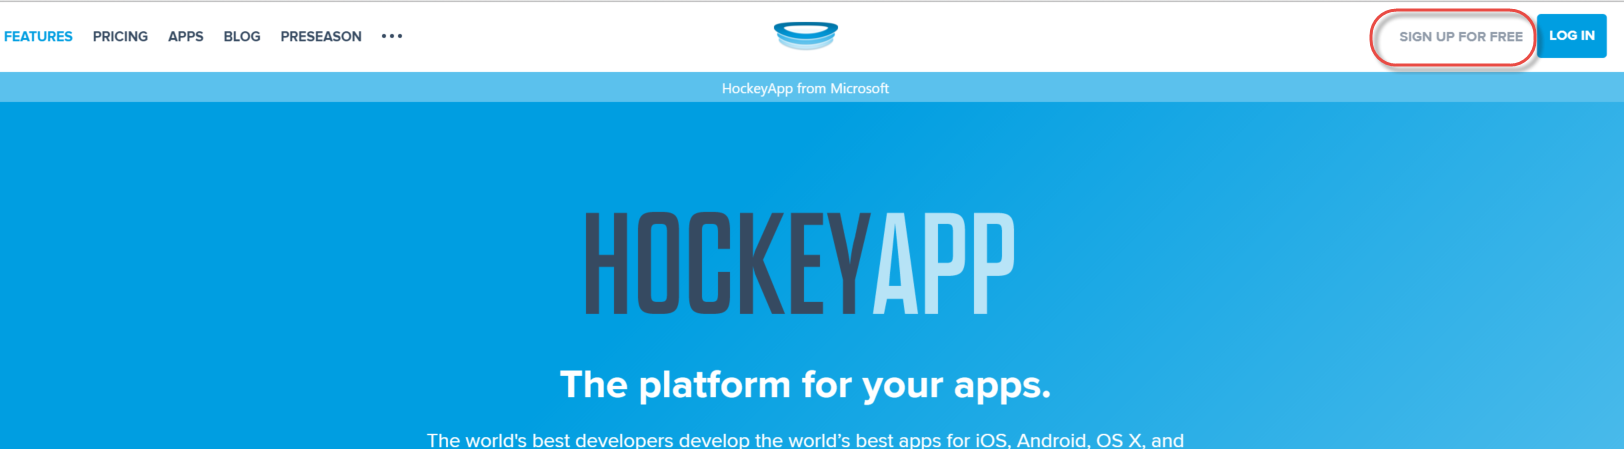 FEATURES PRICING APPS BLOG PRESEASON ••• SIGN UP FOR FREE LOG IN
HockeyApp from Microsoft
HOCKEYAPP
The platform for your apps.
The world's best developers develop the world’s best apps for iOS, Android, OS X, and